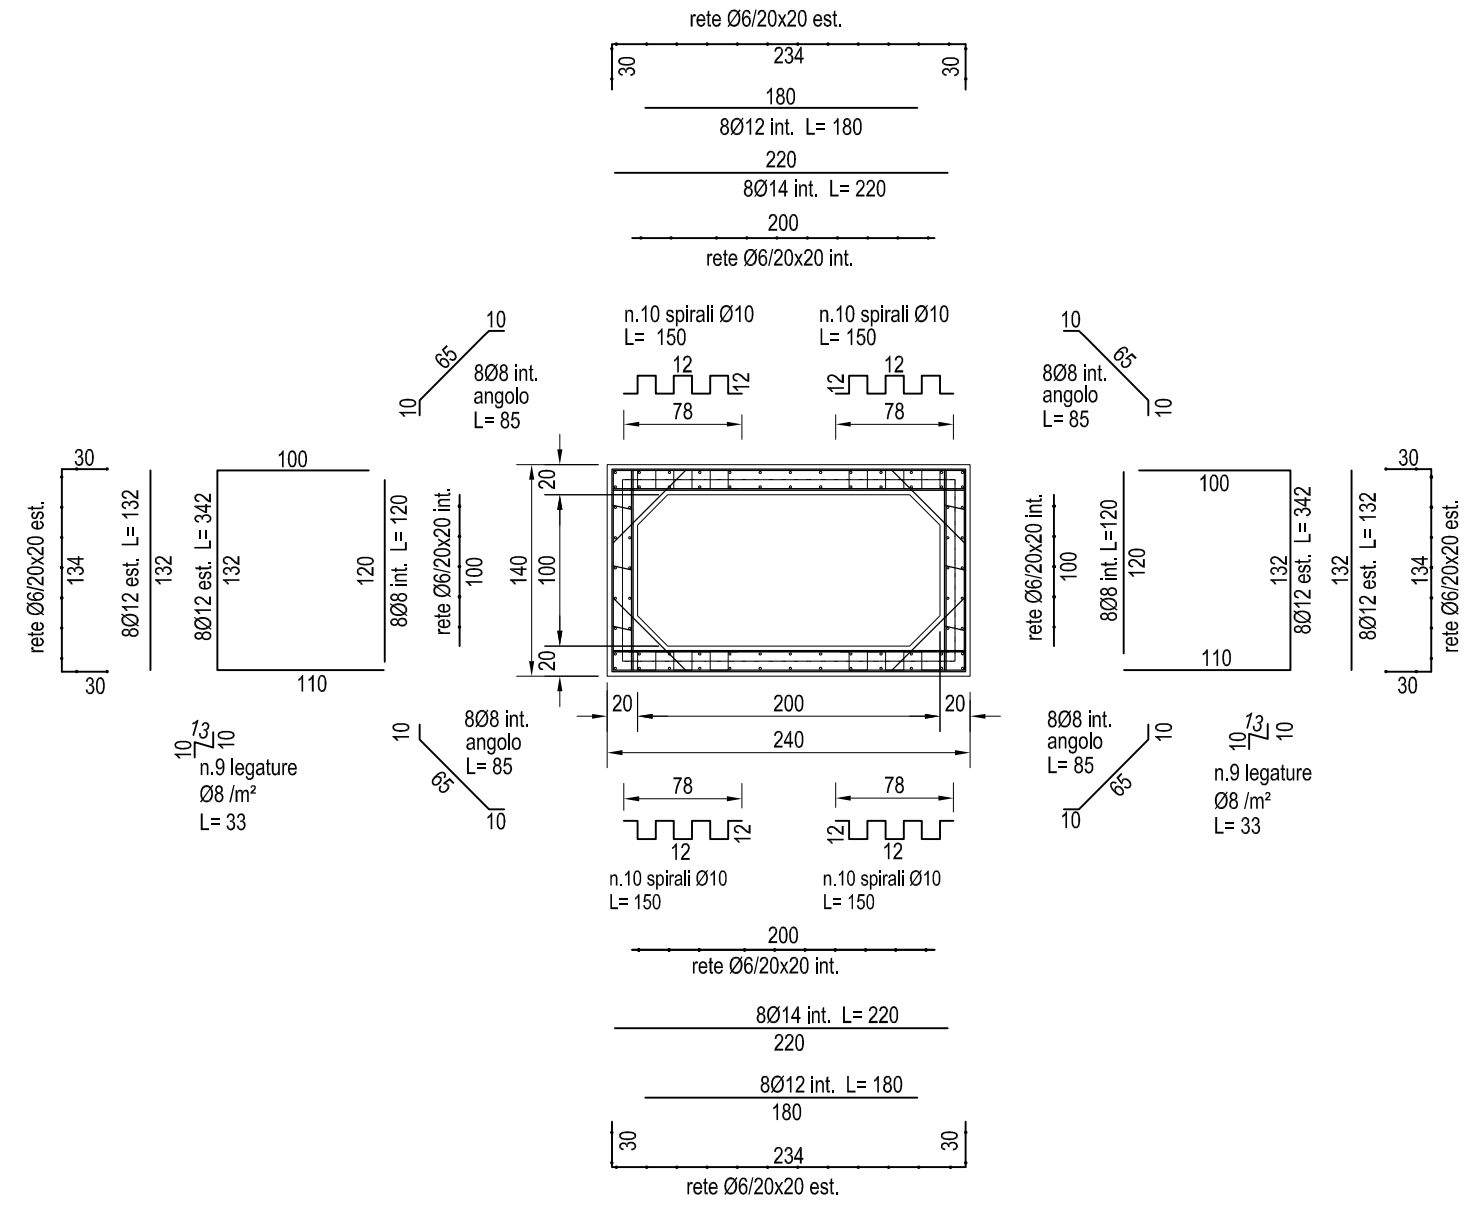 rete Ø6/20x20 est.
234
30
30
180
8Ø12 int. L= 180
220
8Ø14 int. L= 220
200
rete Ø6/20x20 int.
n.10 spirali Ø10
L= 150
12
12
78
n.10 spirali Ø10
L= 150
12
12
78
10
65
10
8Ø8 int.
angolo
L= 85
10
65
10
8Ø8 int.
angolo
L= 85
rete Ø6/20x20 est.
30
134
30
8Ø12 est. L= 132
132
8Ø12 est. L= 342
100
132
110
120
8Ø8 int. L= 120
rete Ø6/20x20 int.
100
140
20
100
20
20
200
20
240
rete Ø6/20x20 int.
100
8Ø8 int. L=120
120
100
132
110
8Ø12 est. L= 342
132
8Ø12 est. L= 132
30
134
30
rete Ø6/20x20 est.
10
13
10
n.9 legature
Ø8 /m²
L= 33
10
65
10
8Ø8 int.
angolo
L= 85
8Ø8 int.
angolo
L= 85
10
65
10
10
13
10
n.9 legature
Ø8 /m²
L= 33
78
12
12
n.10 spirali Ø10
L= 150
78
12
12
n.10 spirali Ø10
L= 150
200
rete Ø6/20x20 int.
8Ø14 int. L= 220
220
8Ø12 int. L= 180
180
30
30
234
rete Ø6/20x20 est.